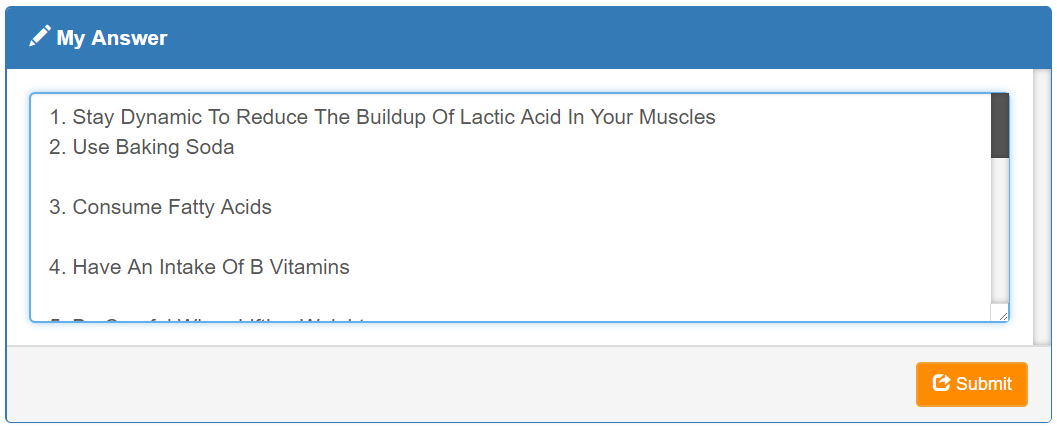 My Answer
1. Stay Dynamic To Reduce The Buildup Of Lactic Acid In Your Muscles
2. Use Baking Soda
3. Consume Fatty Acids
4. Have An Intake Of B Vitamins
Submit